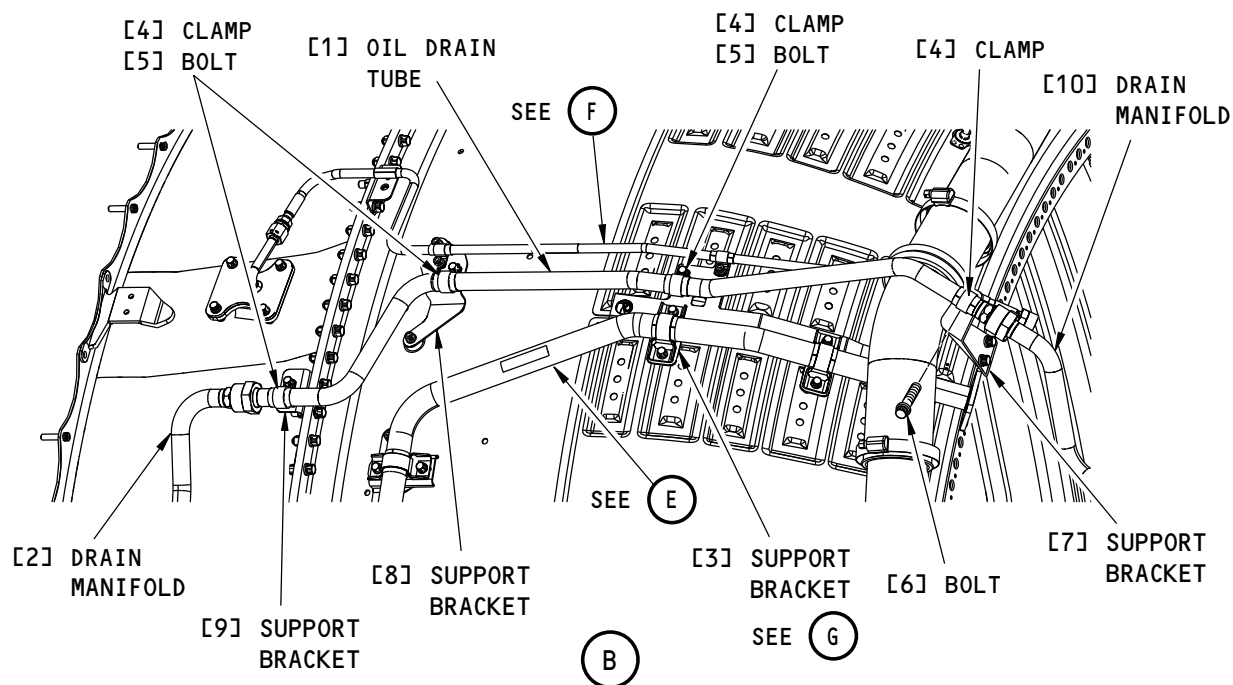 [4] CLAMP
[5] BOLT
[1] OIL DRAIN
TUBE
[4] CLAMP
[5] BOLT
[4] CLAMP
[10] DRAIN
MANIFOLD
SEE F
SEE E
[2] DRAIN
MANIFOLD
[9] SUPPORT
BRACKET
[8] SUPPORT
BRACKET
[3] SUPPORT
BRACKET
SEE G
[6] BOLT
[7] SUPPORT
BRACKET
B